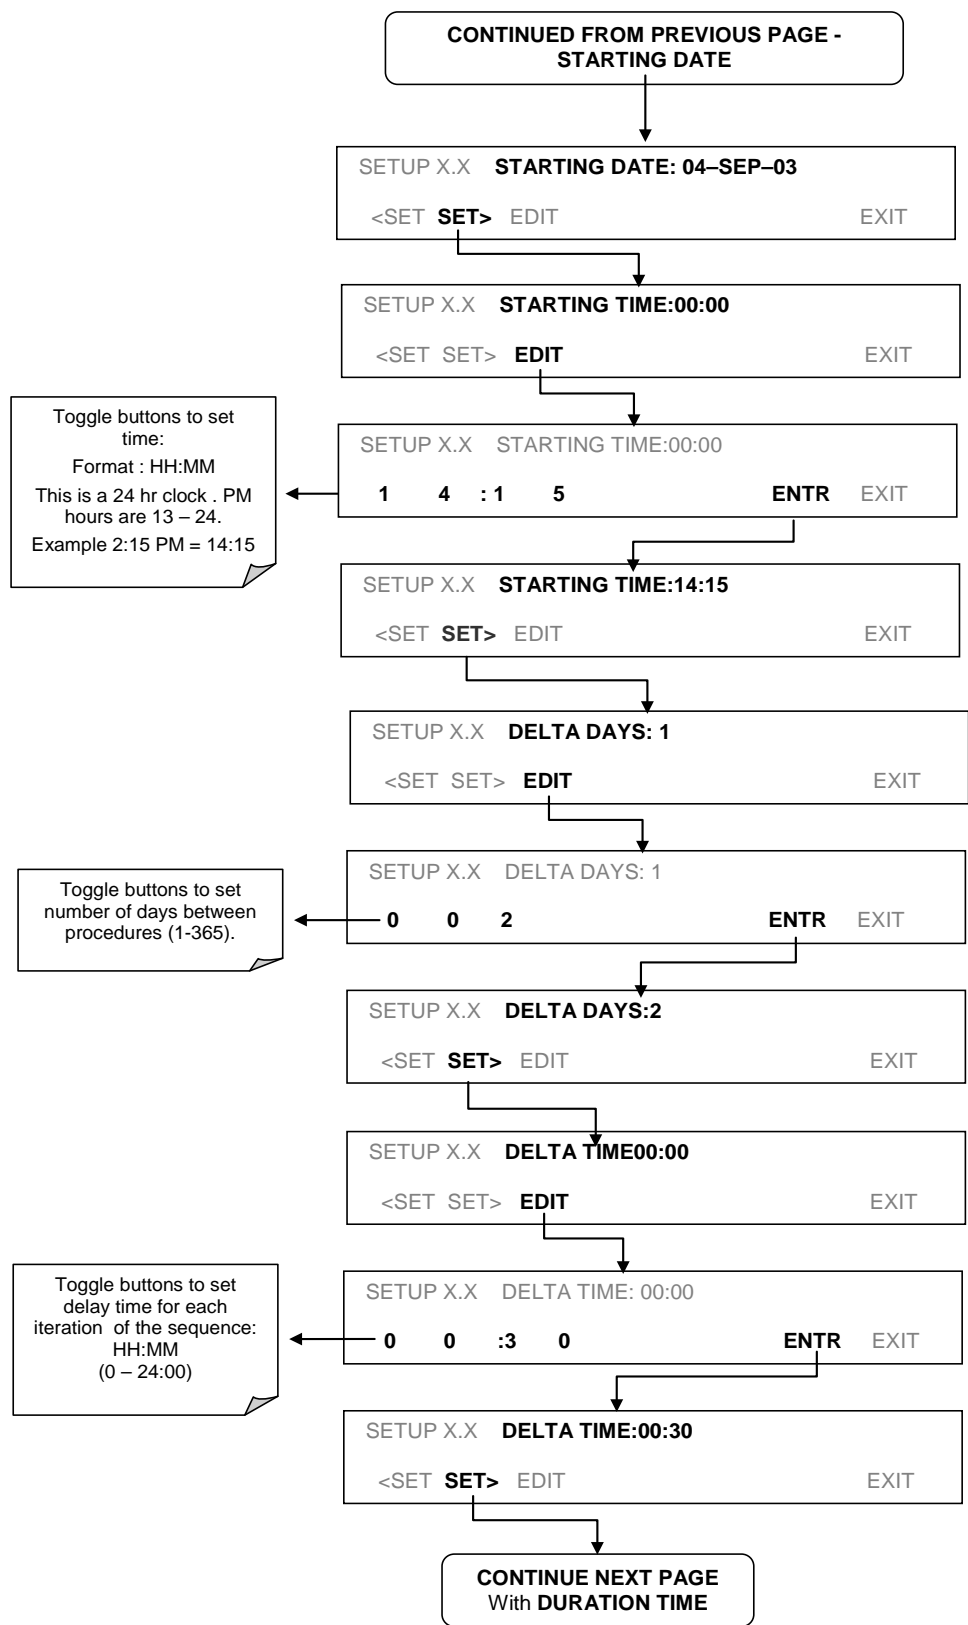 CONTINUED FROM PREVIOUS PAGE -
STARTING DATE
SETUP X.X STARTING DATE: 04–SEP–03
<SET SET> EDIT EXIT
SETUP X.X STARTING TIME:00:00
<SET SET> EDIT EXIT
Toggle buttons to set
time:
Format : HH:MM
This is a 24 hr clock . PM
hours are 13 – 24.
Example 2:15 PM = 14:15
SETUP X.X STARTING TIME:00:00
1 4 : 1 5 ENTR EXIT
SETUP X.X STARTING TIME:14:15
<SET SET> EDIT EXIT
SETUP X.X DELTA DAYS: 1
<SET SET> EDIT EXIT
Toggle buttons to set
number of days between
procedures (1-365).
SETUP X.X DELTA DAYS: 1
0 0 2 ENTR EXIT
SETUP X.X DELTA DAYS:2
<SET SET> EDIT EXIT
SETUP X.X DELTA TIME00:00
<SET SET> EDIT EXIT
Toggle buttons to set
delay time for each
iteration of the sequence:
HH:MM
(0 – 24:00)
SETUP X.X DELTA TIME: 00:00
0 0 :3 0 ENTR EXIT
SETUP X.X DELTA TIME:00:30
<SET SET> EDIT EXIT
CONTINUE NEXT PAGE
With DURATION TIME